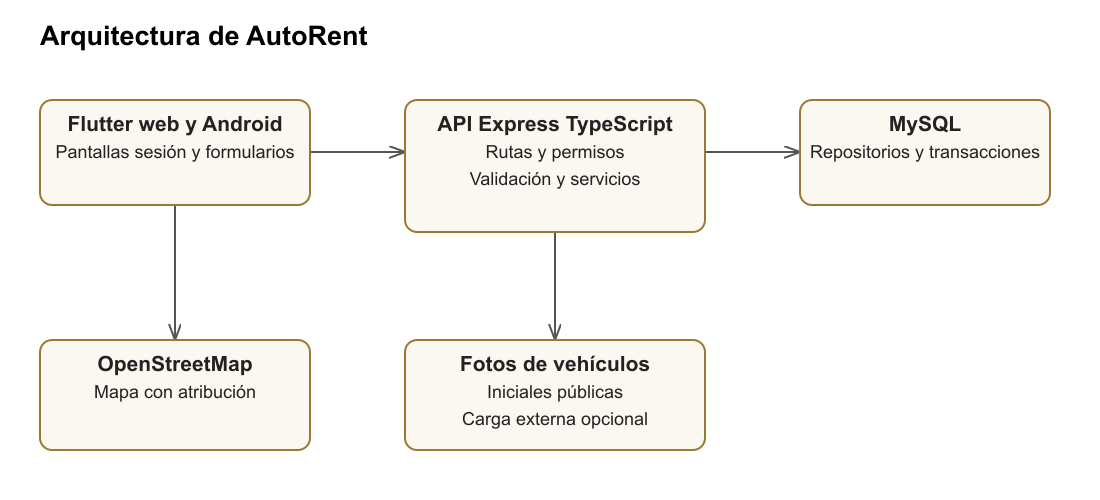 Arquitectura de AutoRent
Flutter web y Android
Pantallas sesión y formularios
API Express TypeScript
Rutas y permisos
Validación y servicios
MySQL
Repositorios y transacciones
OpenStreetMap
Mapa con atribución
Fotos de vehículos
Iniciales públicas
Carga externa opcional